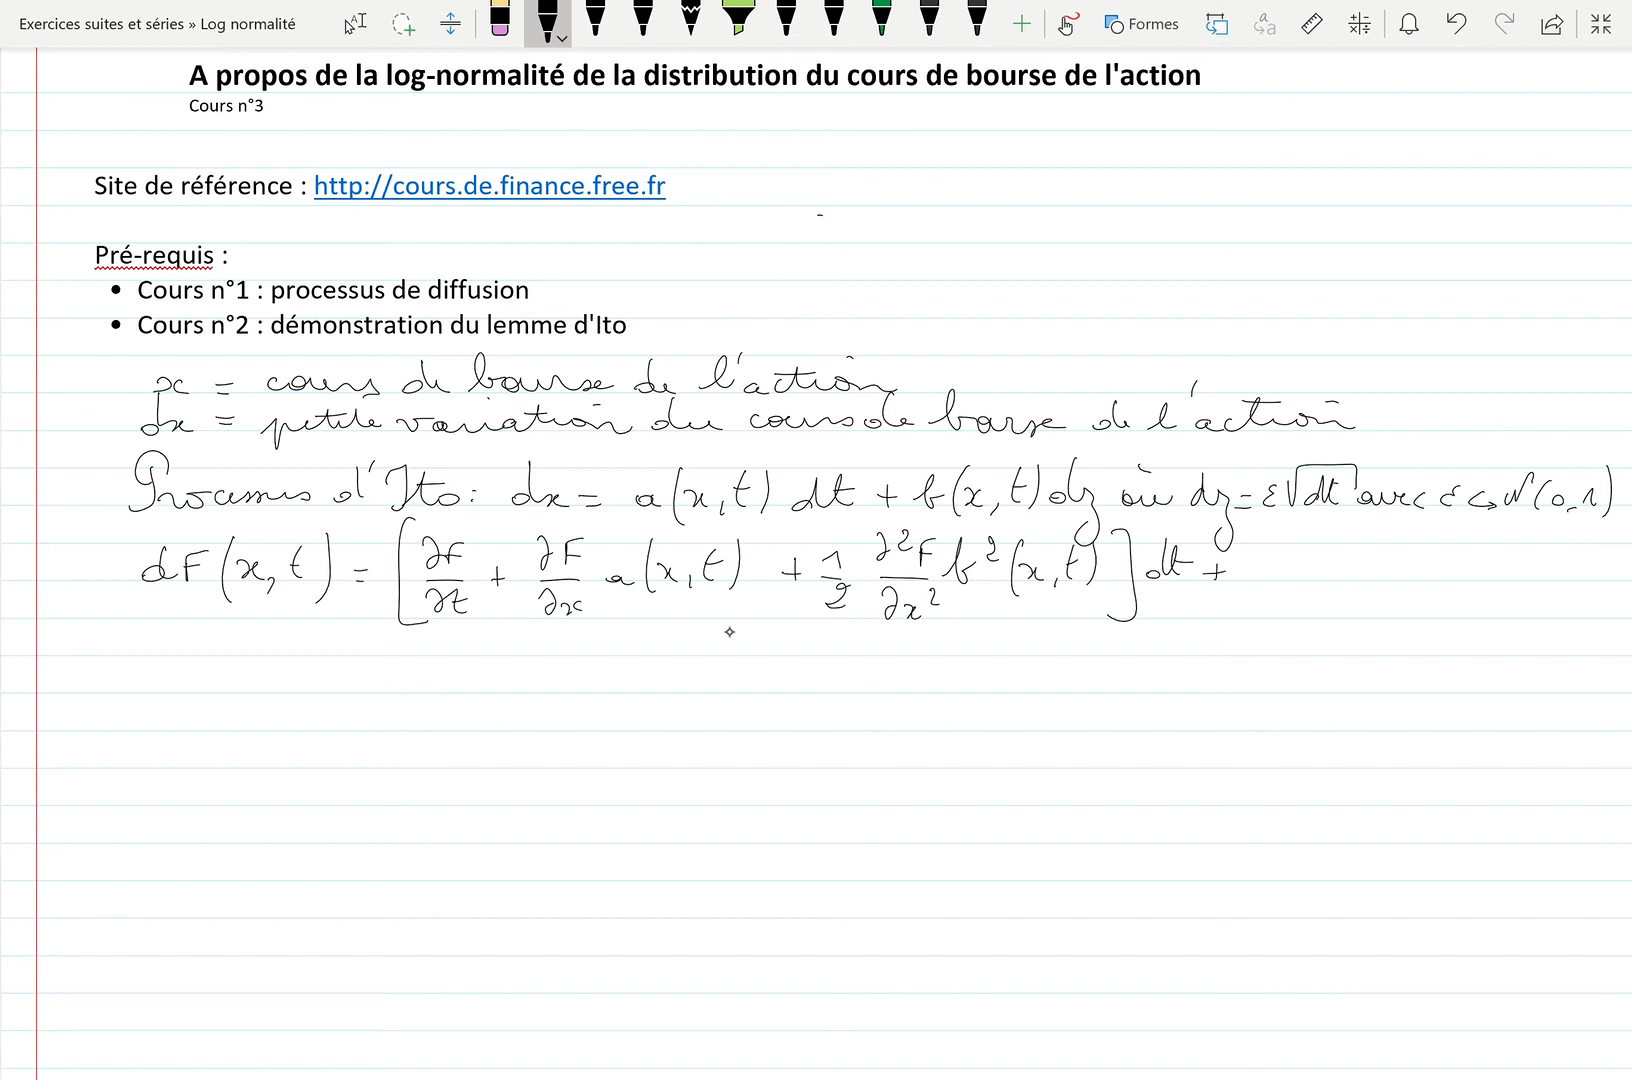 Exercices suites et séries » Log normalité
Formes
A propos de la log-normalité de la distribution du cours de bourse de l'action
Cours n°3
Site de référence : http://cours.de.finance.free.fr
Pré-requis :
• Cours n°1 : processus de diffusion
• Cours n°2 : démonstration du lemme d'Ito
x = cours de bourse de l'action
dx = petite variation du cours de bourse de l'action
Processus d'Ito : dx = a(x,t) dt + b(x,t) dz où dz = ε√dt avec ε ↪ N(0,1)
dF(x,t) = [∂F/∂t + ∂F/∂x a(x,t) + 1/2 ∂²F/∂x² b²(x,t)] dt +